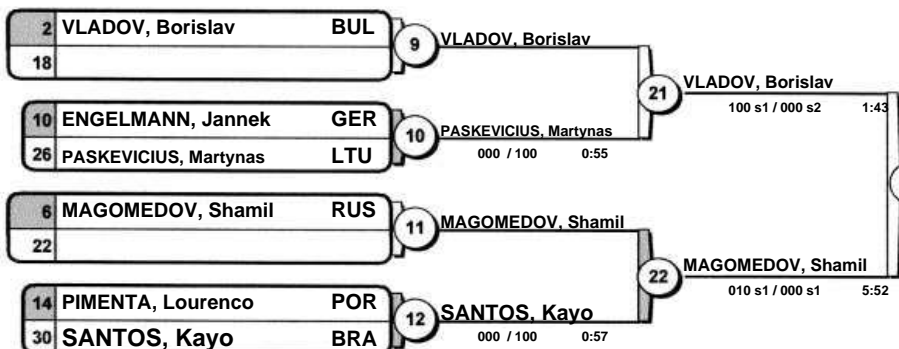 2 VLADOV, Borislav BUL
18
9
VLADOV, Borislav
10 ENGELMANN, Jannek GER
26 PASKEVICIUS, Martynas LTU
10
PASKEVICIUS, Martynas
000 / 100 0:55
21
VLADOV, Borislav
100 s1 / 000 s2 1:43
6 MAGOMEDOV, Shamil RUS
22
11
MAGOMEDOV, Shamil
14 PIMENTA, Lourenco POR
30 SANTOS, Kayo BRA
12
SANTOS, Kayo
000 / 100 0:57
22
MAGOMEDOV, Shamil
010 s1 / 000 s1 5:52